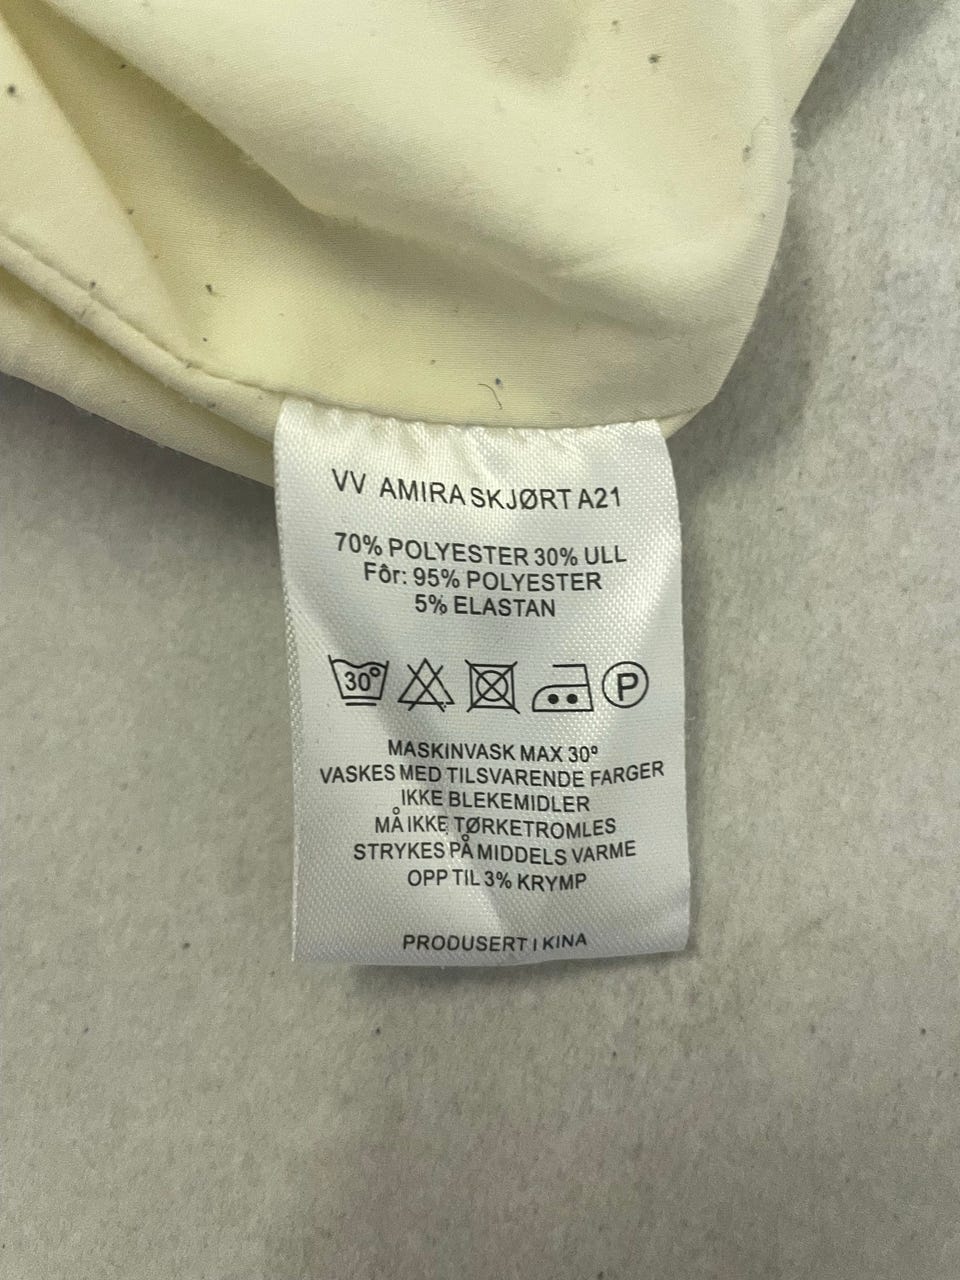 VV AMIRA SKJØRT A21
70% POLYESTER 30% ULL
Fôr: 95% POLYESTER
5% ELASTAN
30° P
MASKINVASK MAX 30º
VASKES MED TILSVARENDE FARGER
IKKE BLEKEMIDLER
MÅ IKKE TØRKETROMLES
STRYKES PÅ MIDDELS VARME
OPP TIL 3% KRYMP
PRODUSERT I KINA